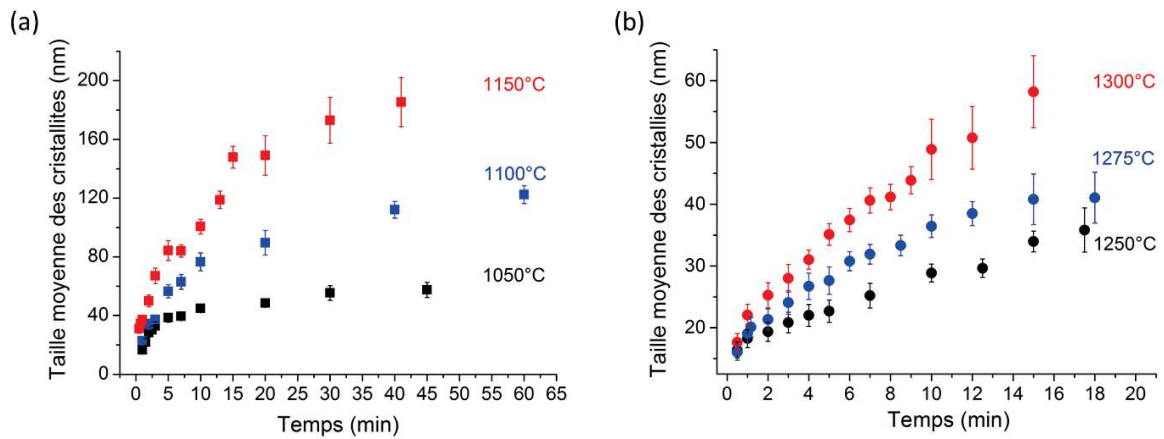 (a)
Taille moyenne des cristallites (nm)
200
160
120
80
40
0
1150°C
1100°C
1050°C
0 5 10 15 20 25 30 35 40 45 50 55 60 65
Temps (min)
(b)
Taille moyenne des cristallies (nm)
60
50
40
30
20
1300°C
1275°C
1250°C
0 2 4 6 8 10 12 14 16 18 20
Temps (min)